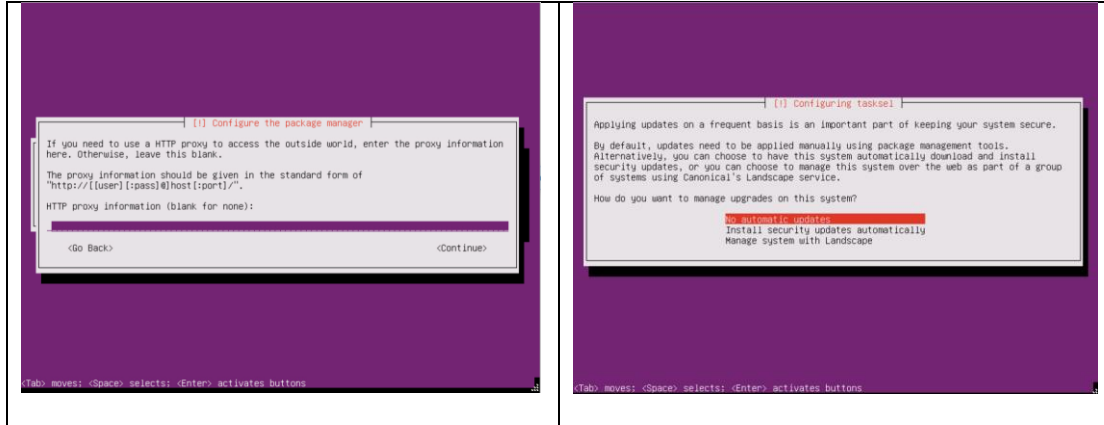 [!] Configure the package manager
If you need to use a HTTP proxy to access the outside world, enter the proxy information
here. Otherwise, leave this blank.
The proxy information should be given in the standard form of
"http://[[user][:pass]@]host[:port]/".
HTTP proxy information (blank for none):
<Go Back> <Continue>
<Tab> moves; <Space> selects; <Enter> activates buttons
[!] Configuring tasksel
Applying updates on a frequent basis is an important part of keeping your system secure.
By default, updates need to be applied manually using package management tools.
Alternatively, you can choose to have this system automatically download and install
security updates, or you can choose to manage this system over the web as part of a group
of systems using Canonical's Landscape service.
How do you want to manage upgrades on this system?
No automatic updates
Install security updates automatically
Manage system with Landscape
<Tab> moves; <Space> selects; <Enter> activates buttons